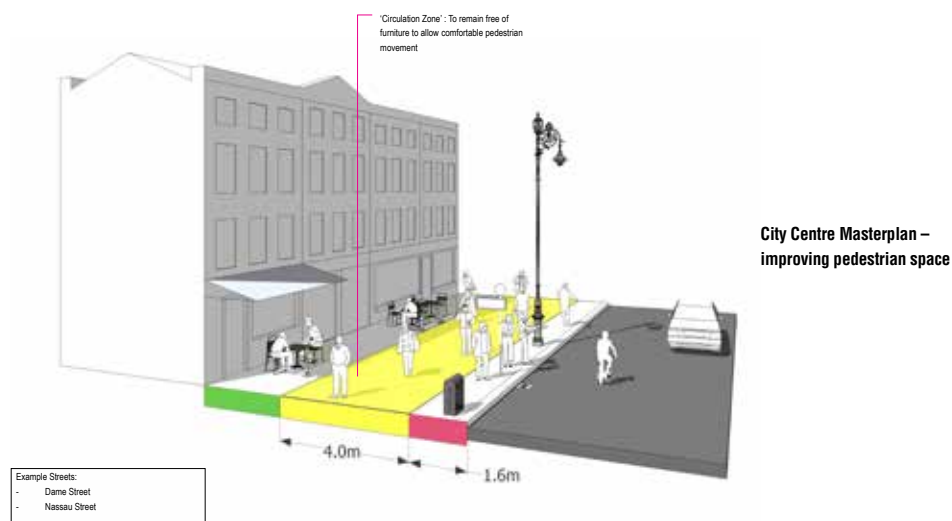 'Circulation Zone' : To remain free of
furniture to allow comfortable pedestrian
movement
City Centre Masterplan –
improving pedestrian space
4.0m
1.6m
Example Streets:
- Dame Street
- Nassau Street